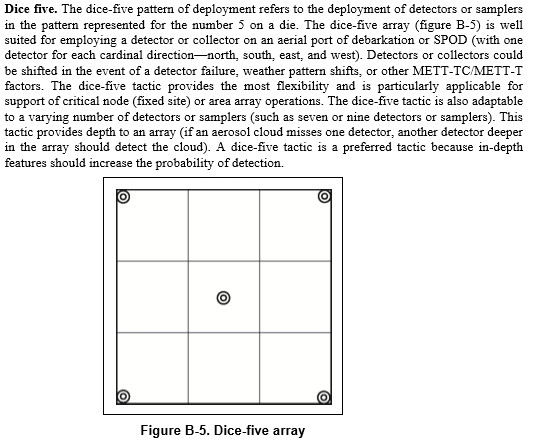 Dice five. The dice-five pattern of deployment refers to the deployment of detectors or samplers
in the pattern represented for the number 5 on a die. The dice-five array (figure B-5) is well
suited for employing a detector or collector on an aerial port of debarkation or SPOD (with one
detector for each cardinal direction—north, south, east, and west). Detectors or collectors could
be shifted in the event of a detector failure, weather pattern shifts, or other METT-TC/METT-T
factors. The dice-five tactic provides the most flexibility and is particularly applicable for
support of critical node (fixed site) or area array operations. The dice-five tactic is also adaptable
to a varying number of detectors or samplers (such as seven or nine detectors or samplers). This
tactic provides depth to an array (if an aerosol cloud misses one detector, another detector deeper
in the array should detect the cloud). A dice-five tactic is a preferred tactic because in-depth
features should increase the probability of detection.
Figure B-5. Dice-five array